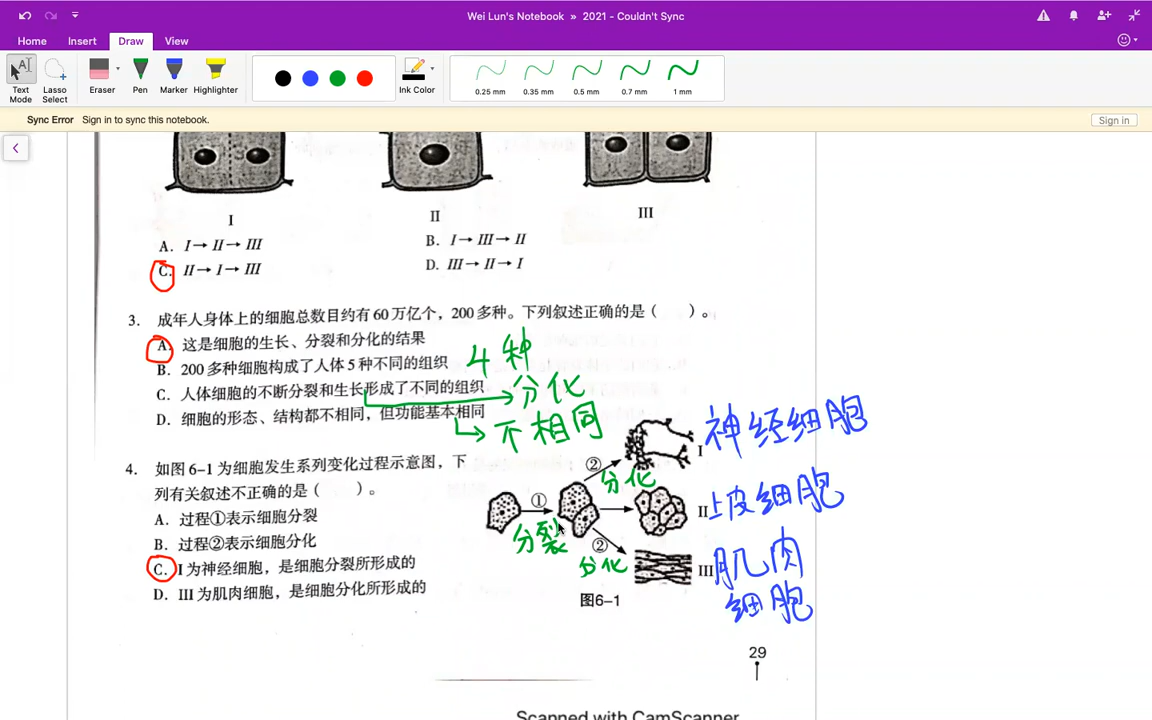 Wei Lun's Notebook » 2021 - Couldn't Sync
Home Insert Draw View
Text Mode
Lasso Select
Eraser
Pen
Marker
Highlighter
Ink Color
0.25 mm 0.35 mm 0.5 mm 0.7 mm 1 mm
Sync Error Sign in to sync this notebook. Sign in
I II III
A. I→ II→ III
B. I→ III→ II
C. II→ I→ III
D. III→ II→ I
3. 成年人身体上的细胞总数目约有 60 万亿个，200 多种。下列叙述正确的是（ ）。
A. 这是细胞的生长、分裂和分化的结果
B. 200 多种细胞构成了人体 5 种不同的组织
4 种
C. 人体细胞的不断分裂和生长形成了不同的组织
分化
D. 细胞的形态、结构都不相同，但功能基本相同
不相同
4. 如图 6-1 为细胞发生系列变化过程示意图，下
列有关叙述不正确的是（ ）。
A. 过程①表示细胞分裂
B. 过程②表示细胞分化
C. I 为神经细胞，是细胞分裂所形成的
D. III 为肌肉细胞，是细胞分化所形成的
② I 神经细胞
分化
① II 上皮细胞
分裂
② III 肌肉
分化 细胞
图6-1
29
Scanned with CamScanner